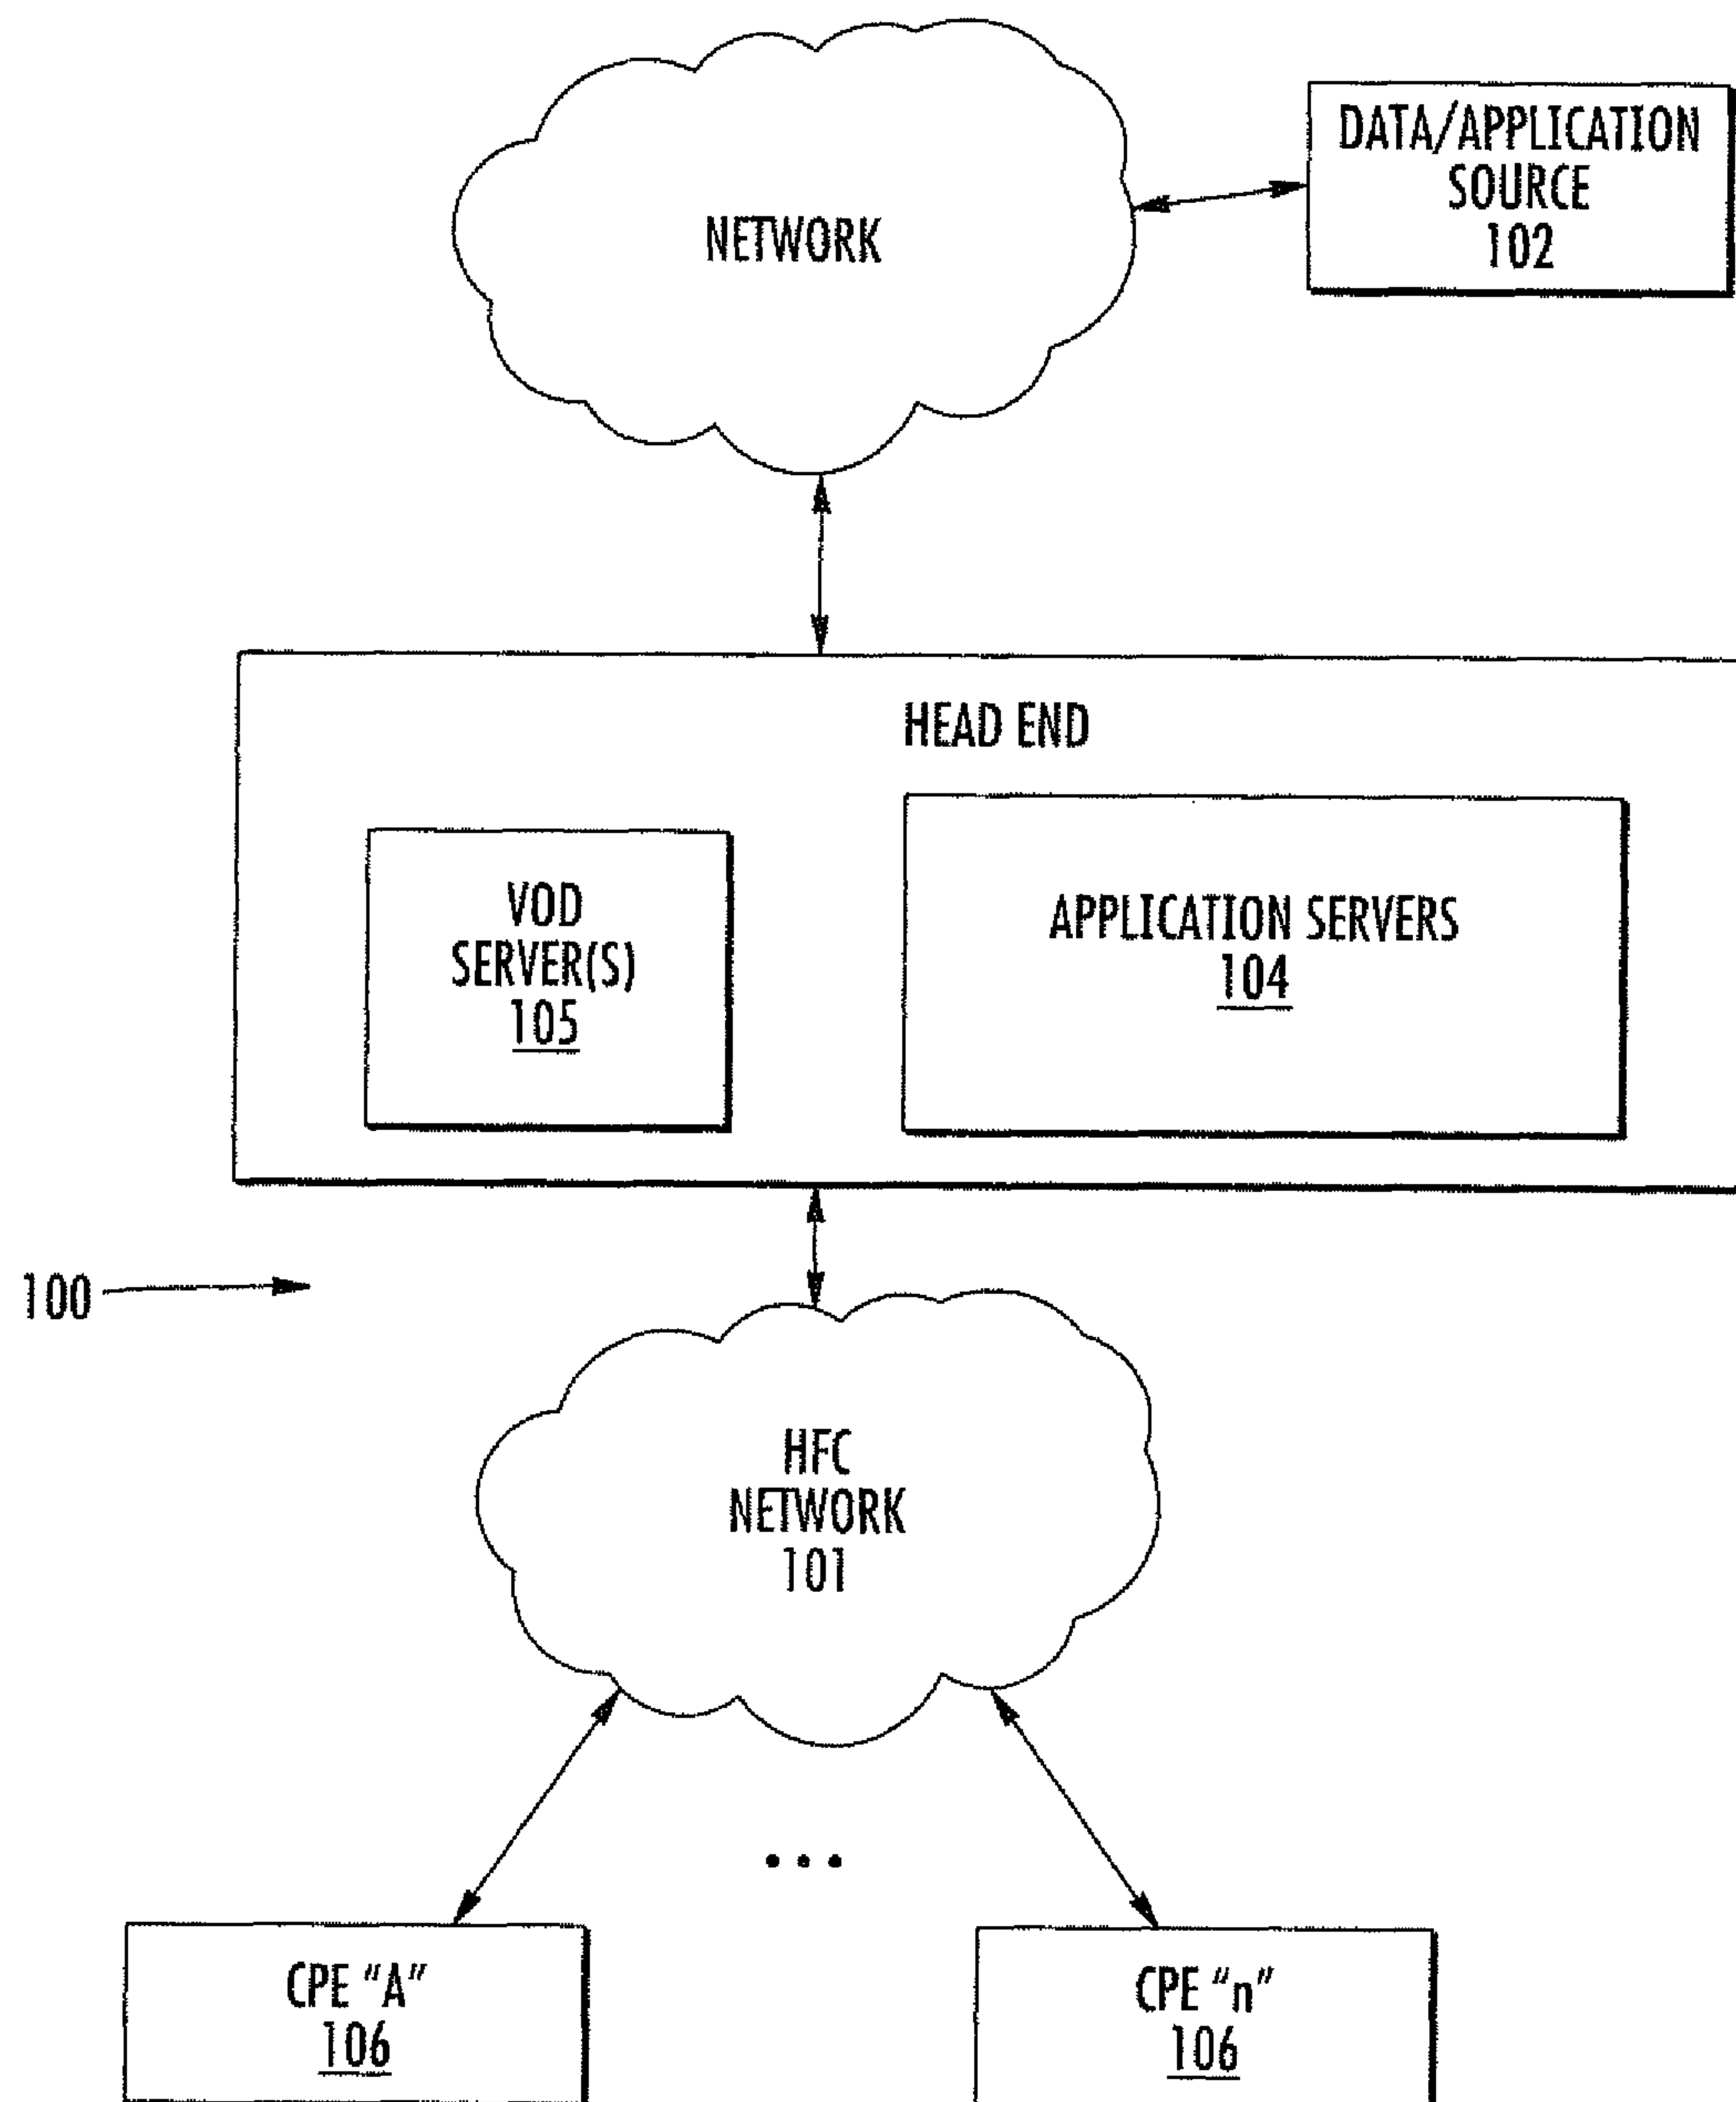 NETWORK
DATA/APPLICATION
SOURCE
102
HEAD END
VOD
SERVER(S)
105
APPLICATION SERVERS
104
100
HFC
NETWORK
101
CPE "A"
106
CPE "n"
106